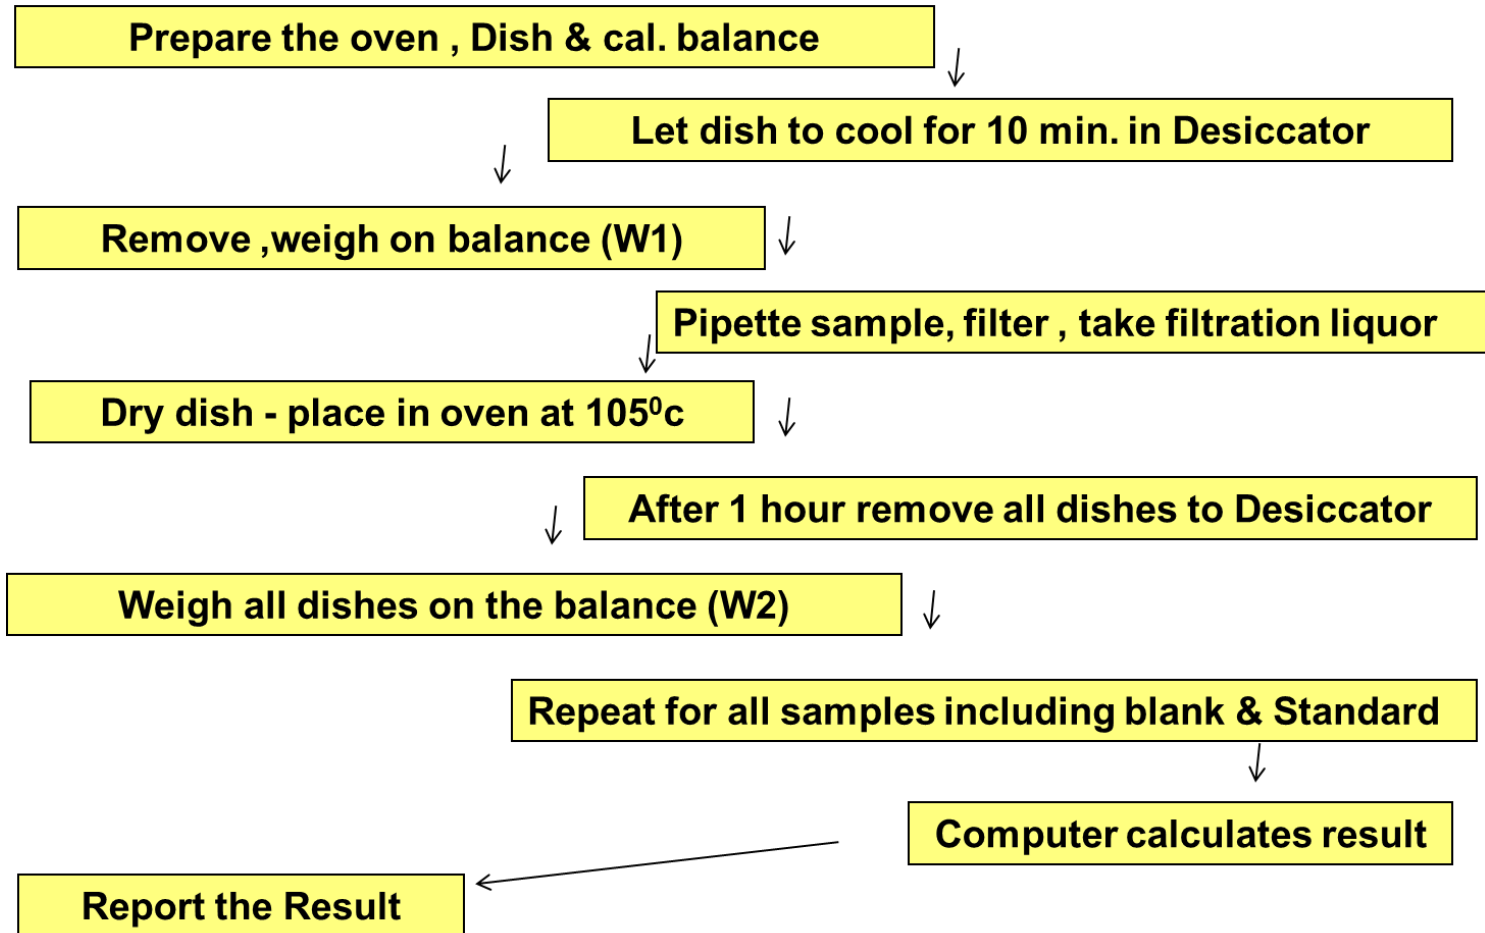 Prepare the oven , Dish & cal. balance
Let dish to cool for 10 min. in Desiccator
Remove ,weigh on balance (W1)
Pipette sample, filter , take filtration liquor
Dry dish - place in oven at 105⁰c
After 1 hour remove all dishes to Desiccator
Weigh all dishes on the balance (W2)
Repeat for all samples including blank & Standard
Computer calculates result
Report the Result